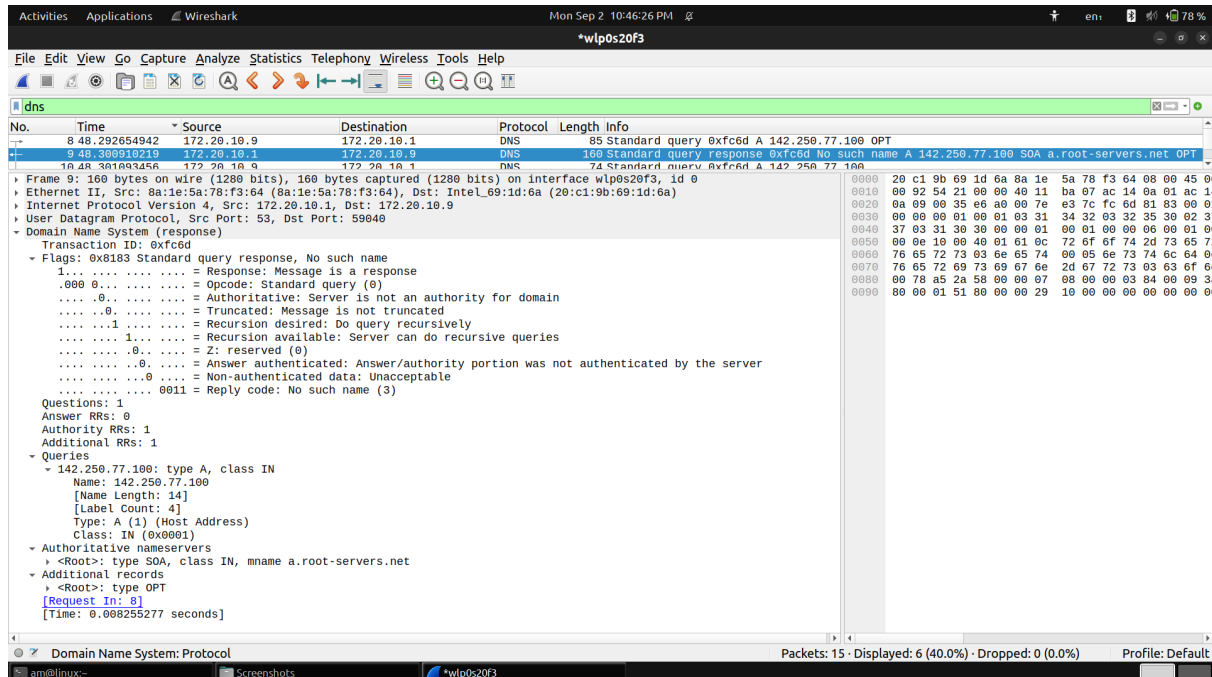 Activities Applications Wireshark Mon Sep 2 10:46:26 PM en₁ 78 %
*wlp0s20f3
File Edit View Go Capture Analyze Statistics Telephony Wireless Tools Help
dns
No. Time Source Destination Protocol Length Info
8 48.292654942 172.20.10.9 172.20.10.1 DNS 85 Standard query 0xfc6d A 142.250.77.100 OPT
9 48.300910219 172.20.10.1 172.20.10.9 DNS 160 Standard query response 0xfc6d No such name A 142.250.77.100 SOA a.root-servers.net OPT
10 48.301093456 172.20.10.9 172.20.10.1 DNS 74 Standard query 0xfc6d A 142.250.77.100
Frame 9: 160 bytes on wire (1280 bits), 160 bytes captured (1280 bits) on interface wlp0s20f3, id 0
Ethernet II, Src: 8a:1e:5a:78:f3:64 (8a:1e:5a:78:f3:64), Dst: Intel_69:1d:6a (20:c1:9b:69:1d:6a)
Internet Protocol Version 4, Src: 172.20.10.1, Dst: 172.20.10.9
User Datagram Protocol, Src Port: 53, Dst Port: 59040
Domain Name System (response)
Transaction ID: 0xfc6d
Flags: 0x8183 Standard query response, No such name
1... .... .... .... = Response: Message is a response
.000 0... .... .... = Opcode: Standard query (0)
.... .0.. .... .... = Authoritative: Server is not an authority for domain
.... ..0. .... .... = Truncated: Message is not truncated
.... ...1 .... .... = Recursion desired: Do query recursively
.... .... 1... .... = Recursion available: Server can do recursive queries
.... .... .0.. .... = Z: reserved (0)
.... .... ..0. .... = Answer authenticated: Answer/authority portion was not authenticated by the server
.... .... ...0 .... = Non-authenticated data: Unacceptable
.... .... .... 0011 = Reply code: No such name (3)
Questions: 1
Answer RRs: 0
Authority RRs: 1
Additional RRs: 1
Queries
142.250.77.100: type A, class IN
Name: 142.250.77.100
[Name Length: 14]
[Label Count: 4]
Type: A (1) (Host Address)
Class: IN (0x0001)
Authoritative nameservers
<Root>: type SOA, class IN, mname a.root-servers.net
Additional records
<Root>: type OPT
[Request In: 8]
[Time: 0.008255277 seconds]
0000 20 c1 9b 69 1d 6a 8a 1e 5a 78 f3 64 08 00 45
0010 00 92 54 21 00 00 40 11 ba 07 ac 14 0a 01 ac
0020 0a 09 00 35 e6 a0 00 7e e3 7c fc 6d 81 83 00
0030 00 00 00 01 00 01 03 31 34 32 03 32 35 30 02
0040 37 03 31 30 30 00 00 01 00 01 00 00 06 00 01
0050 00 0e 10 00 40 01 61 0c 72 6f 6f 74 2d 73 65
0060 76 65 72 73 03 6e 65 74 00 05 6e 73 74 6c 64
0070 76 65 72 69 73 69 67 6e 2d 67 72 73 03 63 6f
0080 00 78 a5 2a 58 00 00 07 08 00 00 03 84 00 09
0090 80 00 01 51 80 00 00 29 10 00 00 00 00 00 00
Domain Name System: Protocol Packets: 15 · Displayed: 6 (40.0%) · Dropped: 0 (0.0%) Profile: Default
am@linux:~ Screenshots *wlp0s20f3